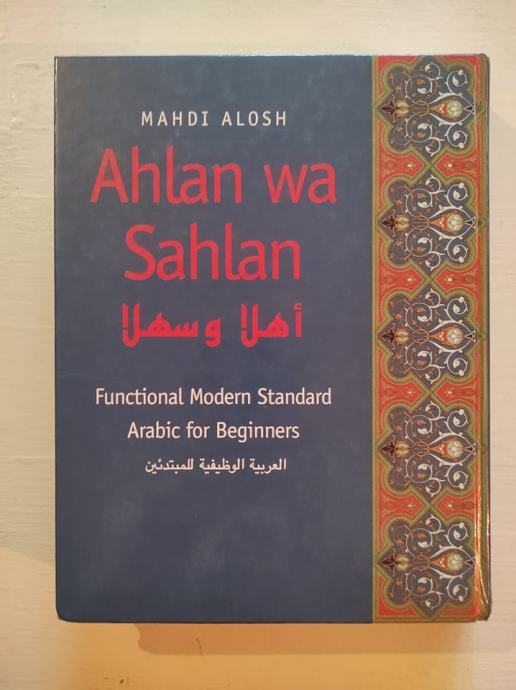 MAHDI ALOSH
Ahlan wa
Sahlan
أهلا وسهلا
Functional Modern Standard
Arabic for Beginners
العربية الوظيفية للمبتدئين